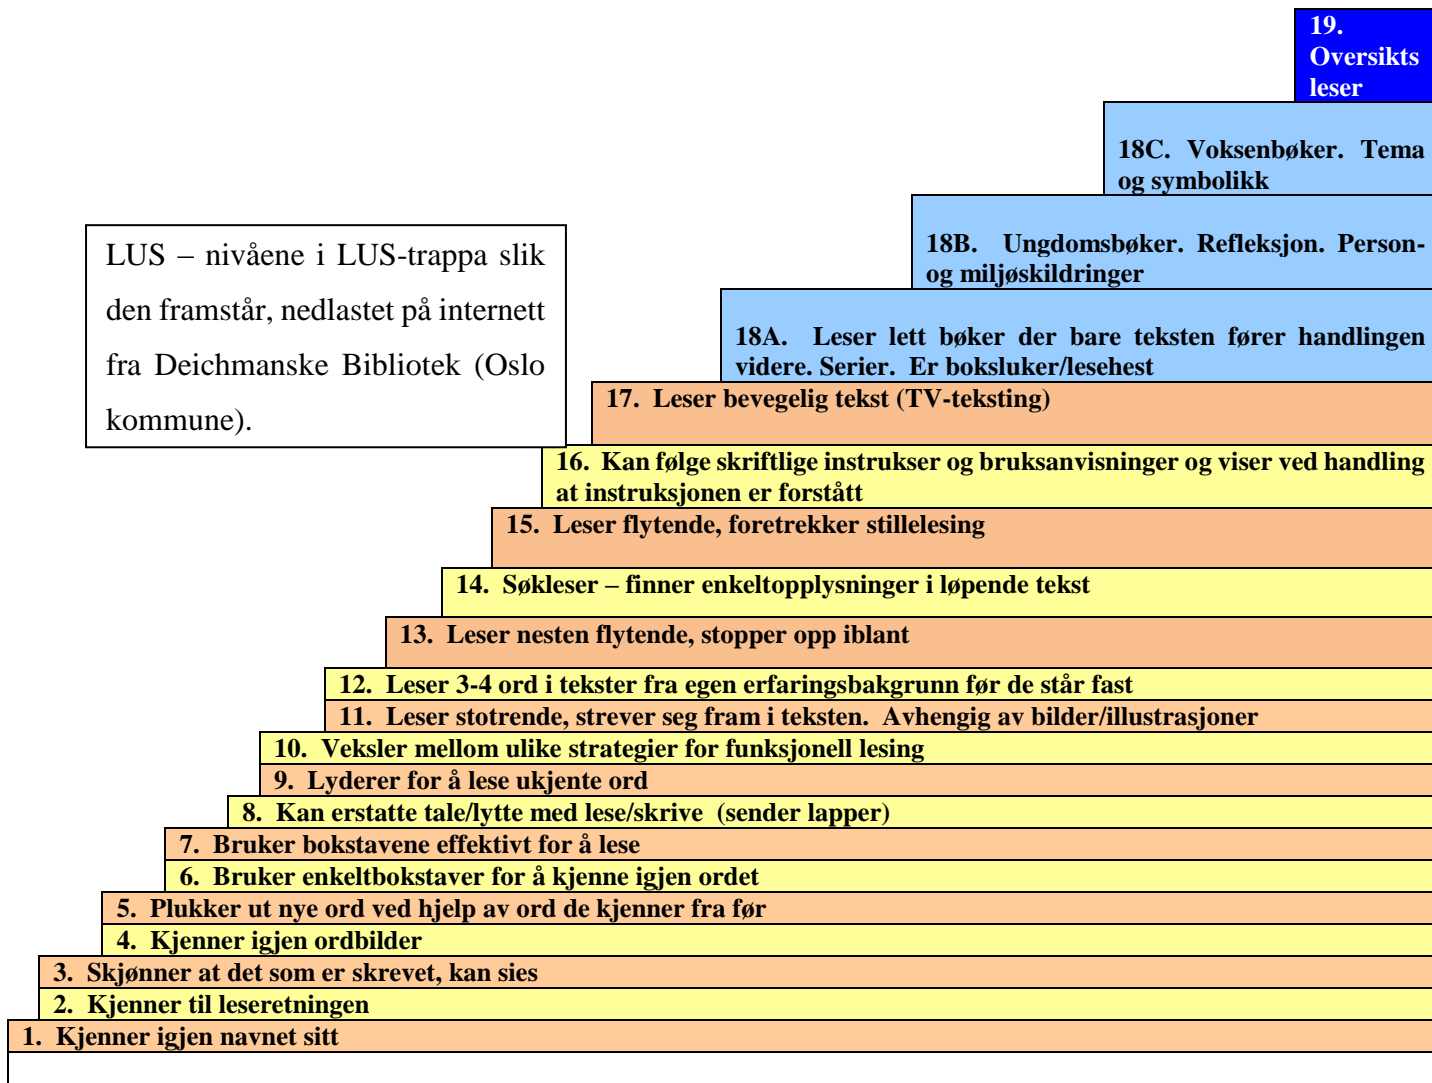 19.
Oversikts
leser
18C. Voksenbøker. Tema
og symbolikk
18B. Ungdomsbøker. Refleksjon. Person-
og miljøskildringer
LUS – nivåene i LUS-trappa slik
den framstår, nedlastet på internett
fra Deichmanske Bibliotek (Oslo
kommune).
18A. Leser lett bøker der bare teksten fører handlingen
videre. Serier. Er boksluker/lesehest
17. Leser bevegelig tekst (TV-teksting)
16. Kan følge skriftlige instrukser og bruksanvisninger og viser ved handling
at instruksjonen er forstått
15. Leser flytende, foretrekker stillelesing
14. Søkleser – finner enkeltopplysninger i løpende tekst
13. Leser nesten flytende, stopper opp iblant
12. Leser 3-4 ord i tekster fra egen erfaringsbakgrunn før de står fast
11. Leser stotrende, strever seg fram i teksten. Avhengig av bilder/illustrasjoner
10. Veksler mellom ulike strategier for funksjonell lesing
9. Lyderer for å lese ukjente ord
8. Kan erstatte tale/lytte med lese/skrive (sender lapper)
7. Bruker bokstavene effektivt for å lese
6. Bruker enkeltbokstaver for å kjenne igjen ordet
5. Plukker ut nye ord ved hjelp av ord de kjenner fra før
4. Kjenner igjen ordbilder
3. Skjønner at det som er skrevet, kan sies
2. Kjenner til leseretningen
1. Kjenner igjen navnet sitt